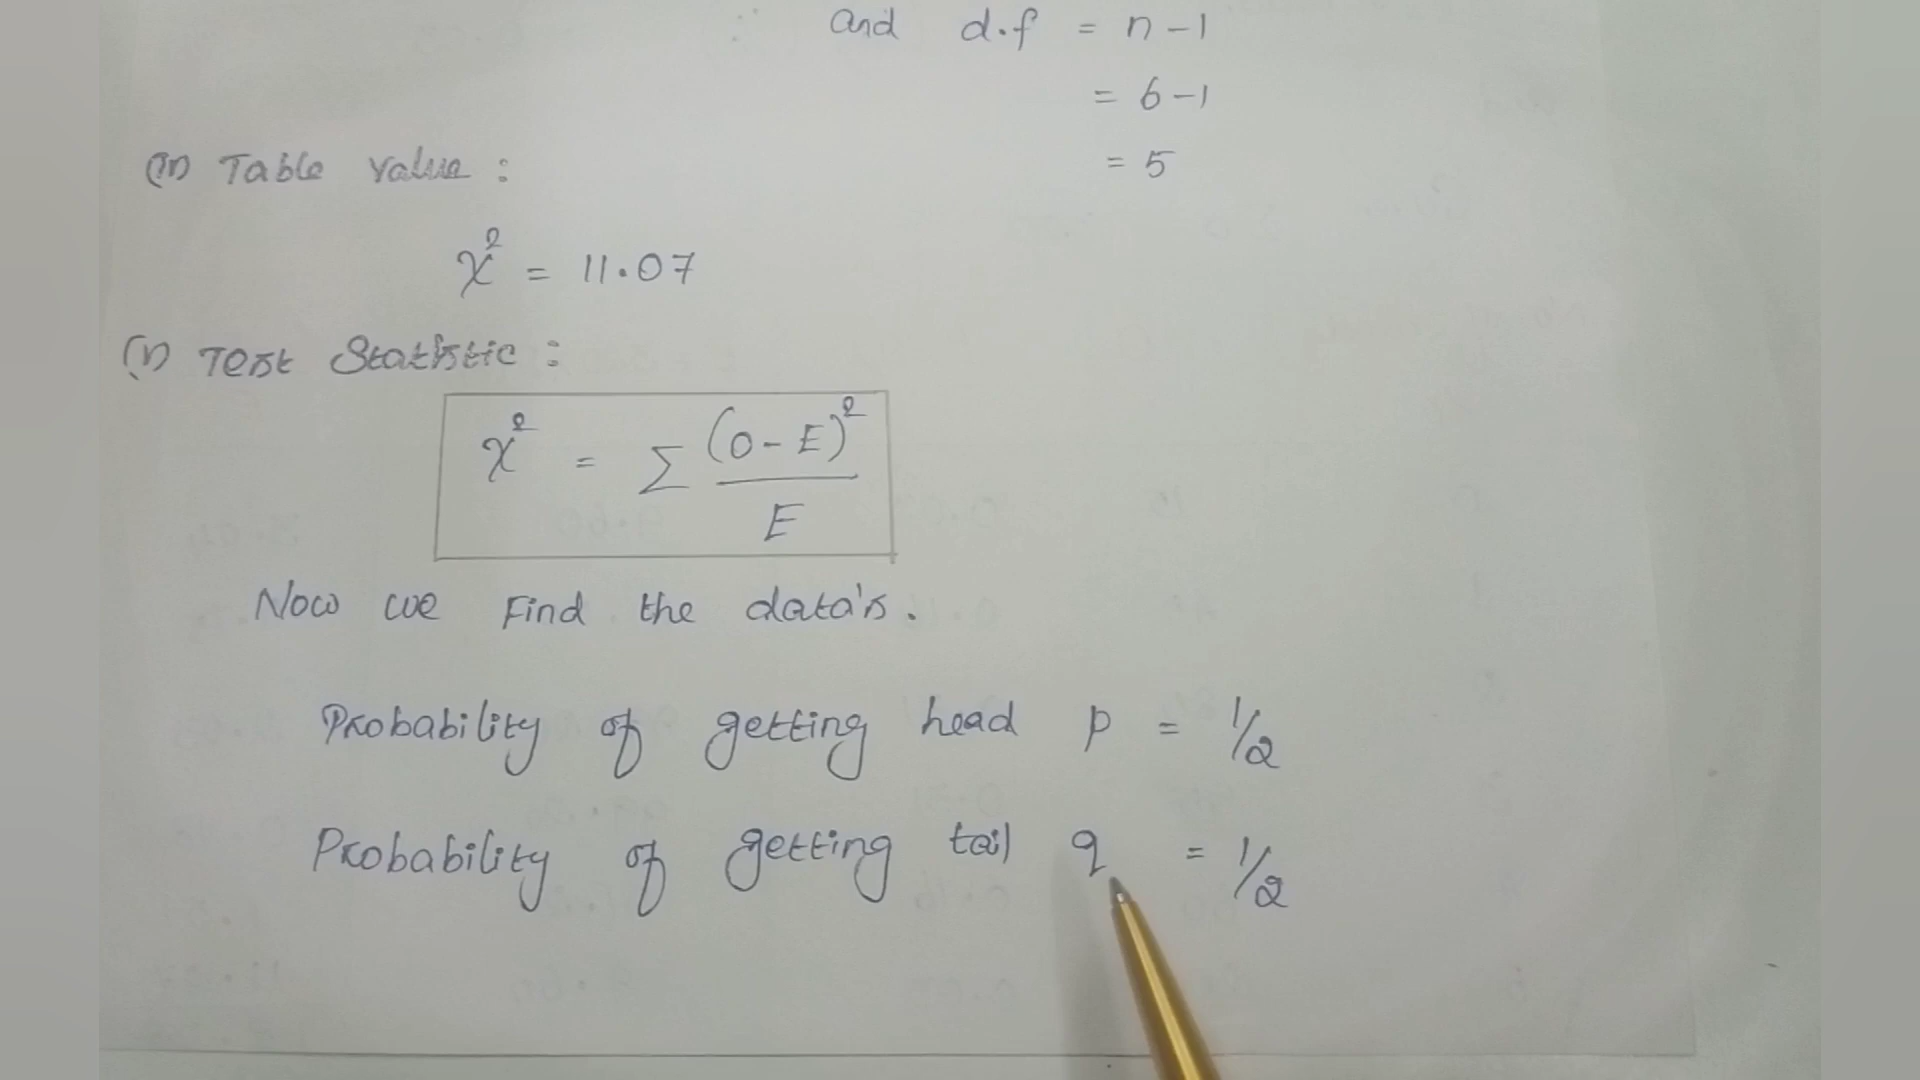 and d.f = n - 1
= 6 - 1
= 5
(iv) Table value :
χ² = 11.07
(v) Test Statistic :
χ² = Σ (O - E)² / E
Now we Find the data's.
Probability of getting head p = 1/2
Probability of getting tail q = 1/2